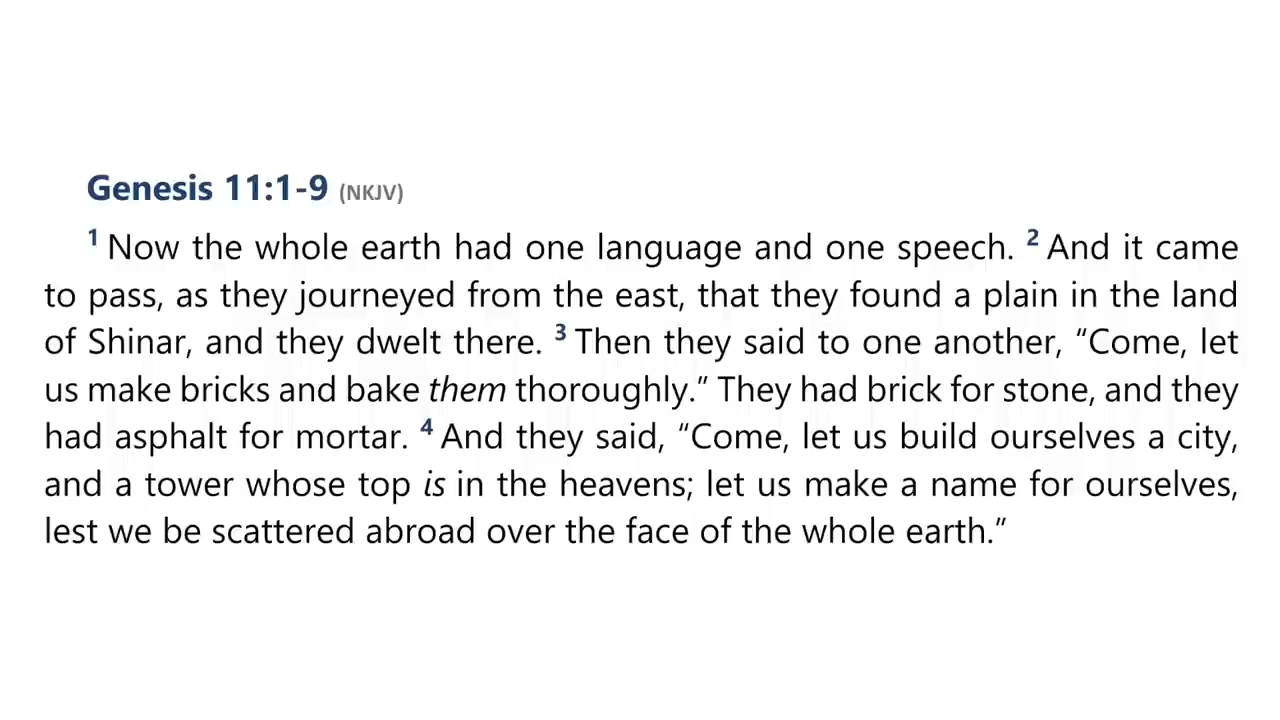 Genesis 11:1-9 (NKJV)
1 Now the whole earth had one language and one speech. 2 And it came
to pass, as they journeyed from the east, that they found a plain in the land
of Shinar, and they dwelt there. 3 Then they said to one another, “Come, let
us make bricks and bake them thoroughly.” They had brick for stone, and they
had asphalt for mortar. 4 And they said, “Come, let us build ourselves a city,
and a tower whose top is in the heavens; let us make a name for ourselves,
lest we be scattered abroad over the face of the whole earth.”